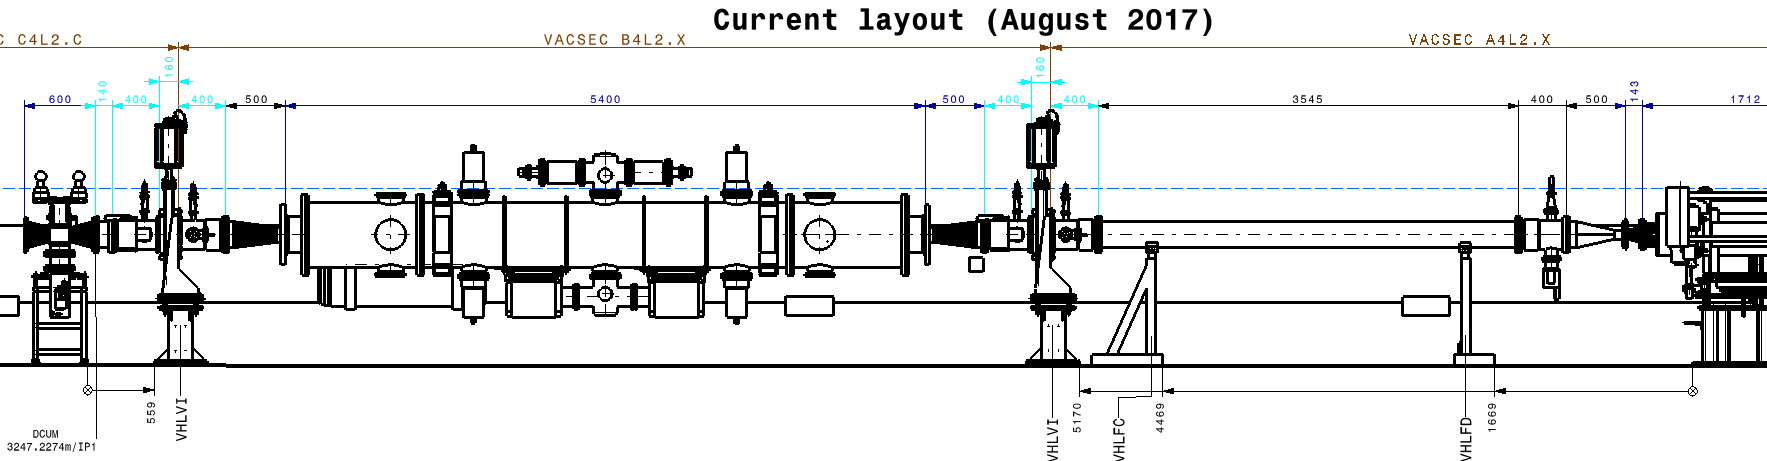 Current layout (August 2017)
C C4L2.C
VACSEC B4L2.X
VACSEC A4L2.X
160
160
140
143
600
400
400
500
5400
500
400
400
3545
400
500
1712
559
VHLVI
VHLVI
5170
VHLFC
4469
VHLFD
1669
DCUM
3247.2274m/IP1